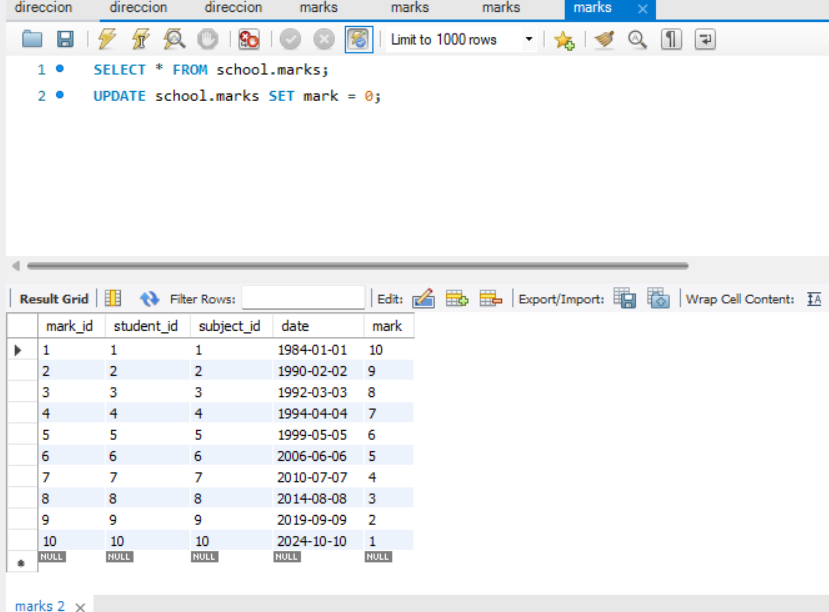 direccion direccion direccion marks marks marks marks
Limit to 1000 rows
1 SELECT * FROM school.marks;
2 UPDATE school.marks SET mark = 0;
Result Grid Filter Rows: Edit: Export/Import: Wrap Cell Content: IA
mark_id student_id subject_id date mark
1 1 1 1984-01-01 10
2 2 2 1990-02-02 9
3 3 3 1992-03-03 8
4 4 4 1994-04-04 7
5 5 5 1999-05-05 6
6 6 6 2006-06-06 5
7 7 7 2010-07-07 4
8 8 8 2014-08-08 3
9 9 9 2019-09-09 2
10 10 10 2024-10-10 1
NULL NULL NULL NULL NULL
marks 2